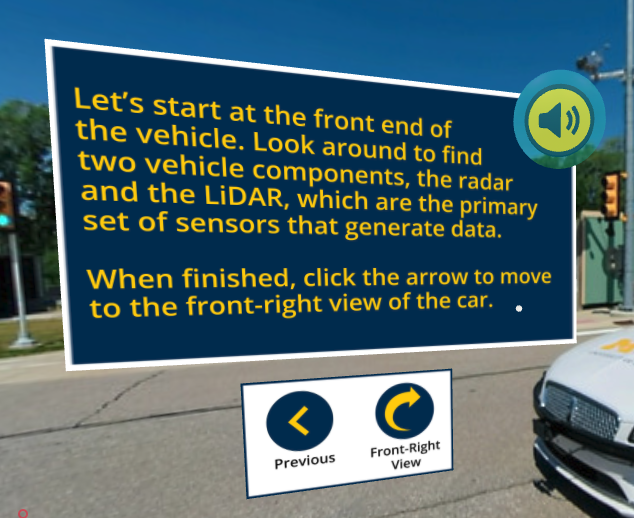 Let's start at the front end of
the vehicle. Look around to find
two vehicle components, the radar
and the LiDAR, which are the primary
set of sensors that generate data.
When finished, click the arrow to move
to the front-right view of the car.
Previous
Front-Right
View